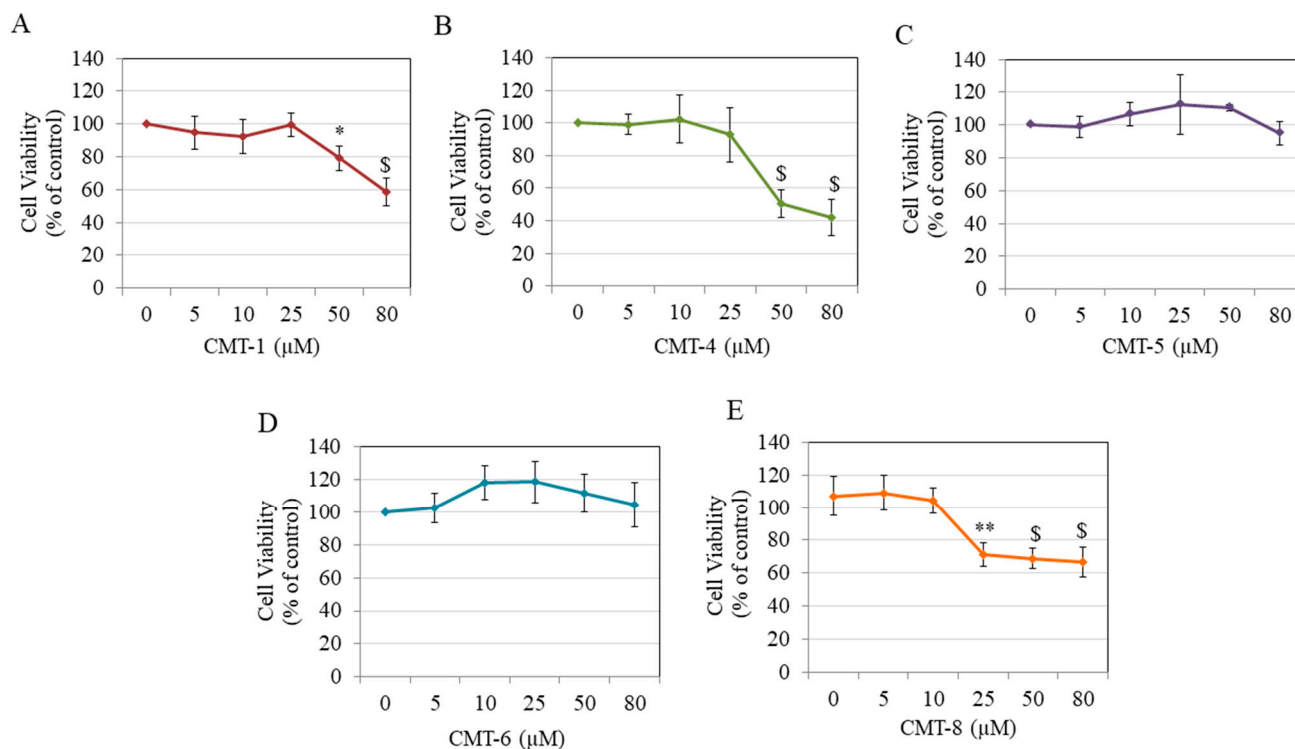 A
Cell Viability
(% of control)
140
120
100
80
60
40
20
0
*
$
0 5 10 25 50 80
CMT-1 (µM)
B
Cell Viability
(% of control)
140
120
100
80
60
40
20
0
$ $
0 5 10 25 50 80
CMT-4 (µM)
C
Cell Viability
(% of control)
140
120
100
80
60
40
20
0
0 5 10 25 50 80
CMT-5 (µM)
D
Cell Viability
(% of control)
140
120
100
80
60
40
20
0
0 5 10 25 50 80
CMT-6 (µM)
E
Cell Viability
(% of control)
140
120
100
80
60
40
20
0
** $ $
0 5 10 25 50 80
CMT-8 (µM)